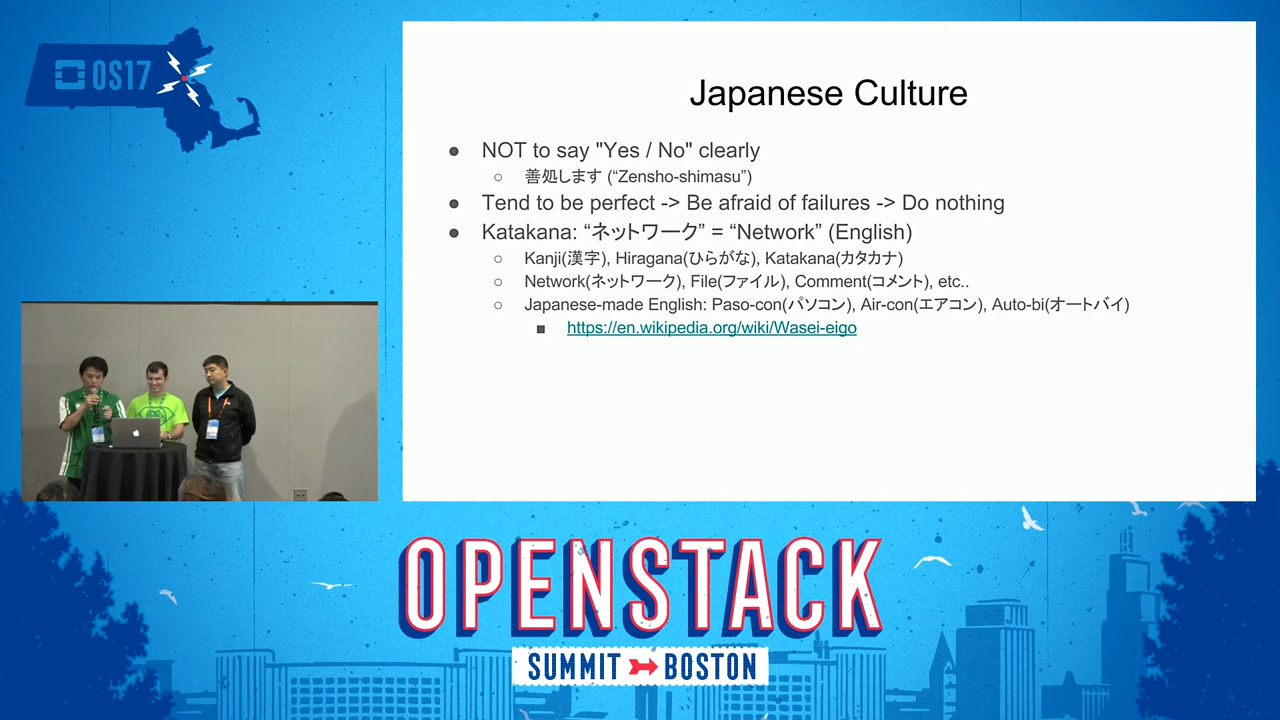 OS17
Japanese Culture
● NOT to say "Yes / No" clearly
○ 善処します (“Zensho-shimasu”)
● Tend to be perfect -> Be afraid of failures -> Do nothing
● Katakana: “ネットワーク” = “Network” (English)
○ Kanji(漢字), Hiragana(ひらがな), Katakana(カタカナ)
○ Network(ネットワーク), File(ファイル), Comment(コメント), etc..
○ Japanese-made English: Paso-con(パソコン), Air-con(エアコン), Auto-bi(オートバイ)
■ https://en.wikipedia.org/wiki/Wasei-eigo
OPENSTACK
SUMMIT BOSTON